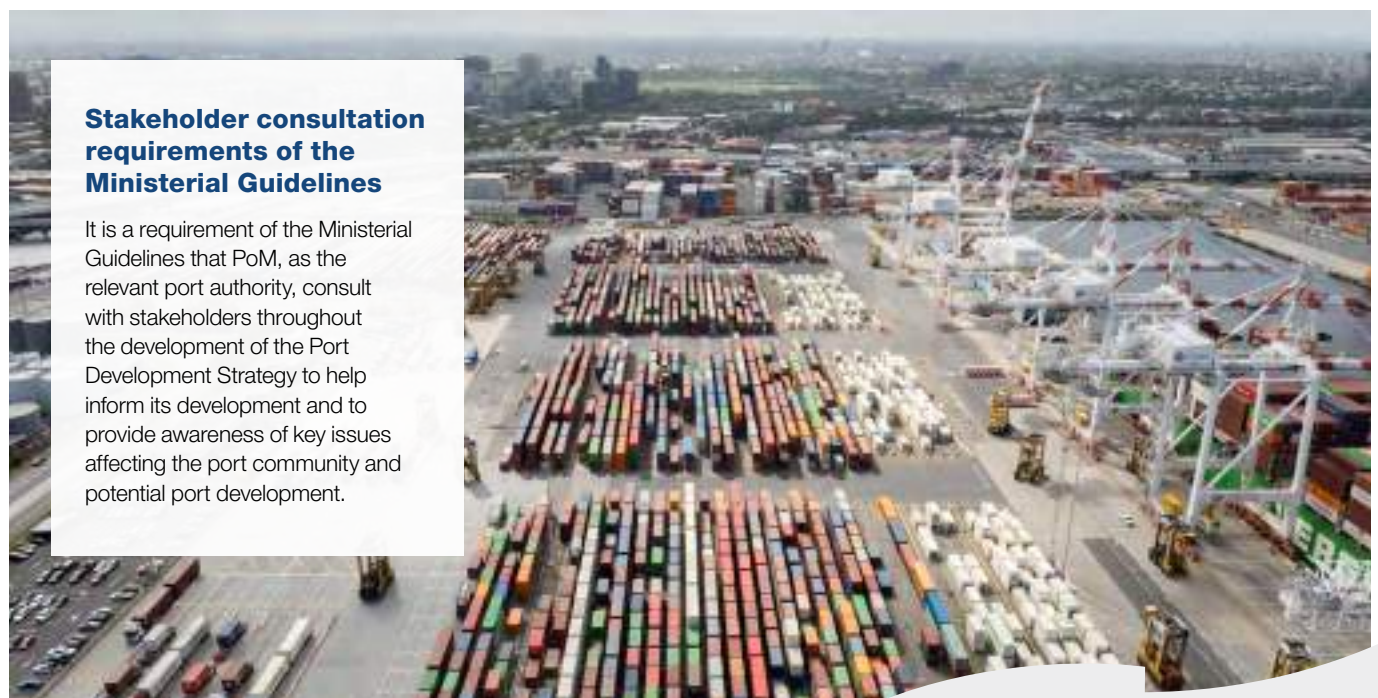 Stakeholder consultation
requirements of the
Ministerial Guidelines
It is a requirement of the Ministerial
Guidelines that PoM, as the
relevant port authority, consult
with stakeholders throughout
the development of the Port
Development Strategy to help
inform its development and to
provide awareness of key issues
affecting the port community and
potential port development.